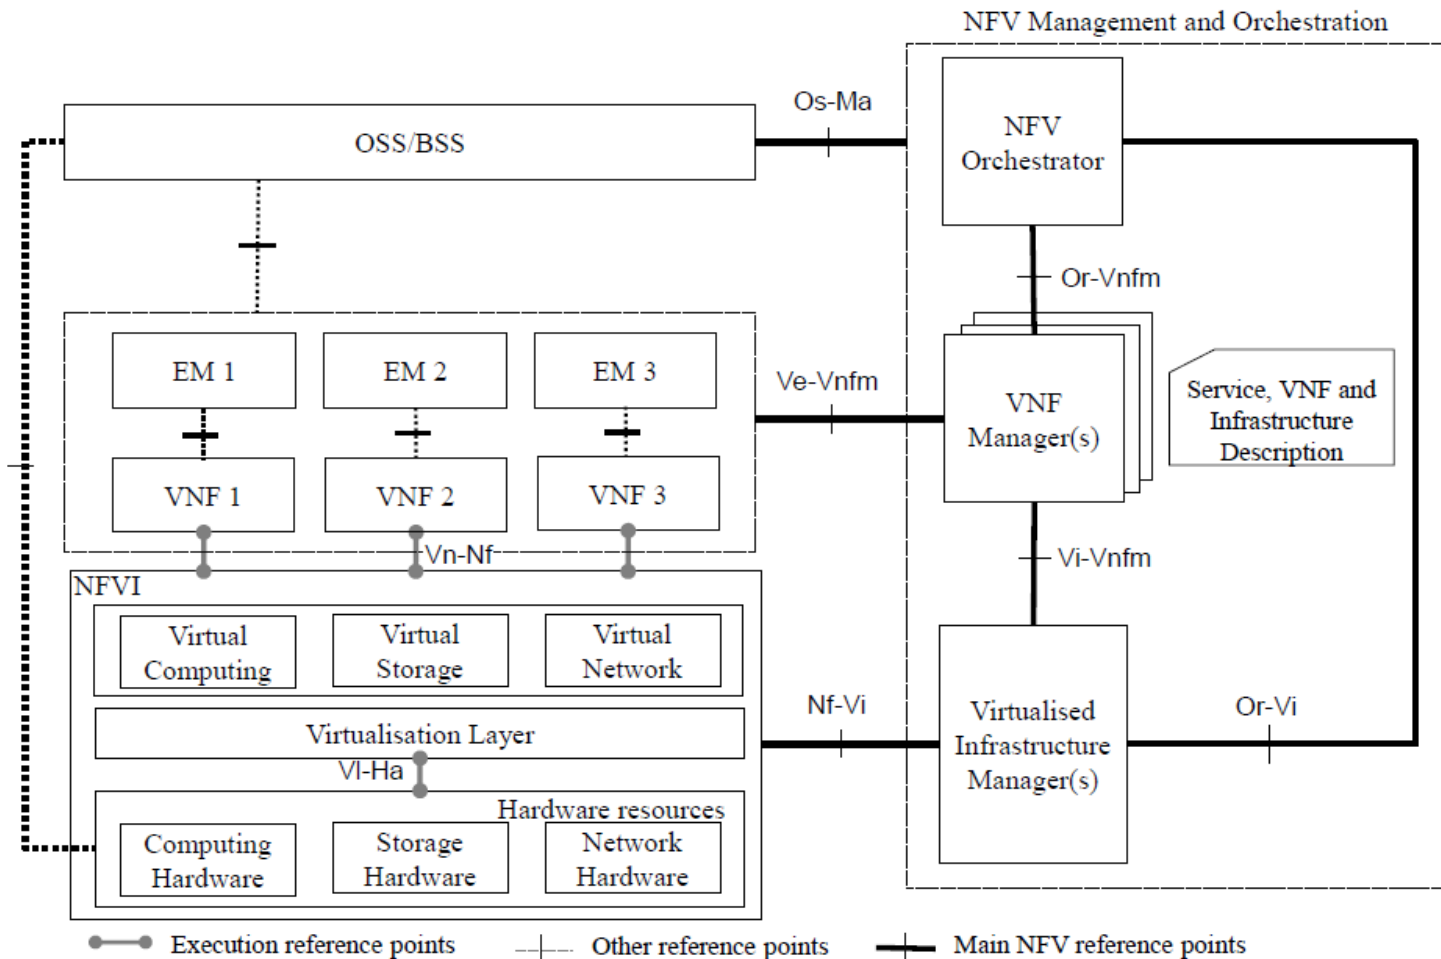 NFV Management and Orchestration
Os-Ma
OSS/BSS
NFV
Orchestrator
Or-Vnfm
EM 1
EM 2
EM 3
Ve-Vnfm
VNF
Manager(s)
Service, VNF and
Infrastructure
Description
VNF 1
VNF 2
VNF 3
Vn-Nf
Vi-Vnfm
NFVI
Virtual
Computing
Virtual
Storage
Virtual
Network
Nf-Vi
Virtualised
Infrastructure
Manager(s)
Or-Vi
Virtualisation Layer
Vl-Ha
Hardware resources
Computing
Hardware
Storage
Hardware
Network
Hardware
Execution reference points
Other reference points
Main NFV reference points